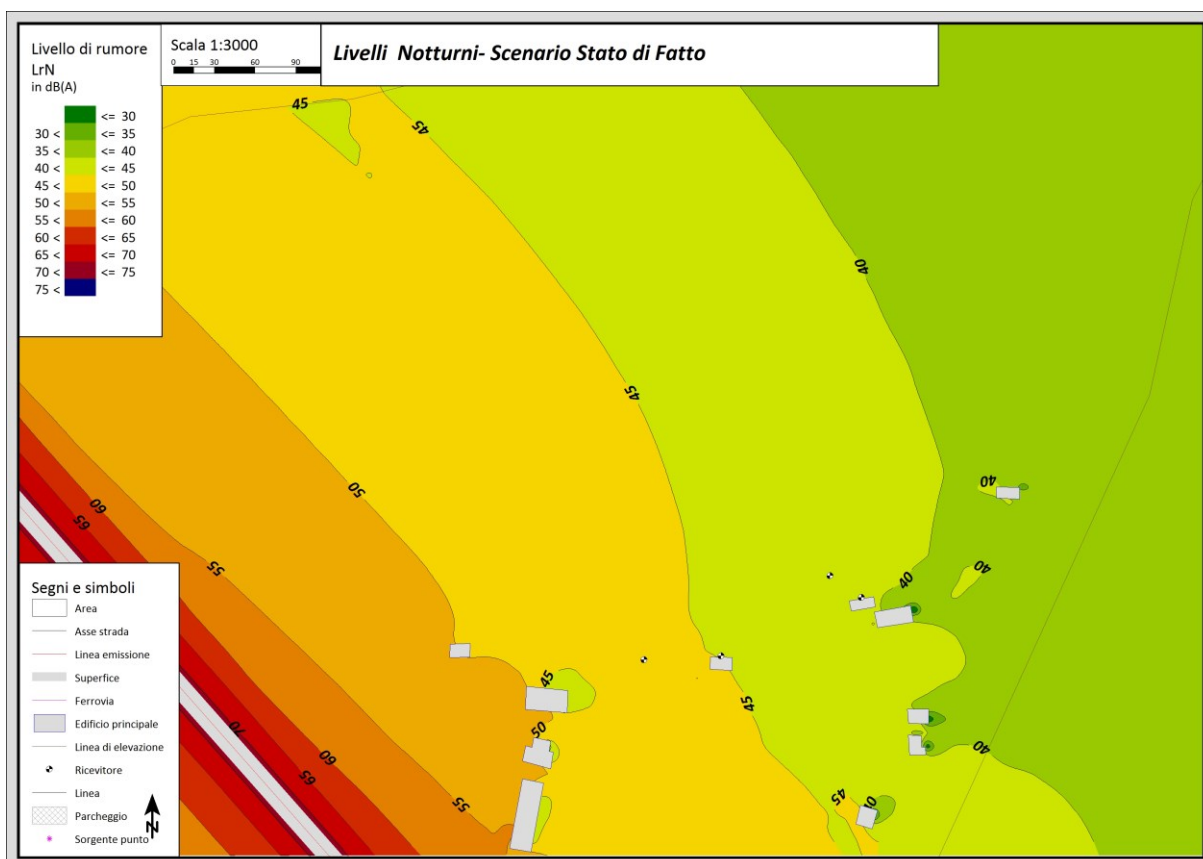 Livelli Notturni- Scenario Stato di Fatto
Scala 1:3000
0 15 30 60 90
Livello di rumore
LrN
in dB(A)
<= 30
30 < <= 35
35 < <= 40
40 < <= 45
45 < <= 50
50 < <= 55
55 < <= 60
60 < <= 65
65 < <= 70
70 < <= 75
75 <
45
45
40
45
50
40
60
65
55
40
40
45
45
50
70
65
60
55
40
45
Segni e simboli
Area
Asse strada
Linea emissione
Superfice
Ferrovia
Edificio principale
Linea di elevazione
Ricevitore
Linea
Parcheggio
Sorgente punto
N